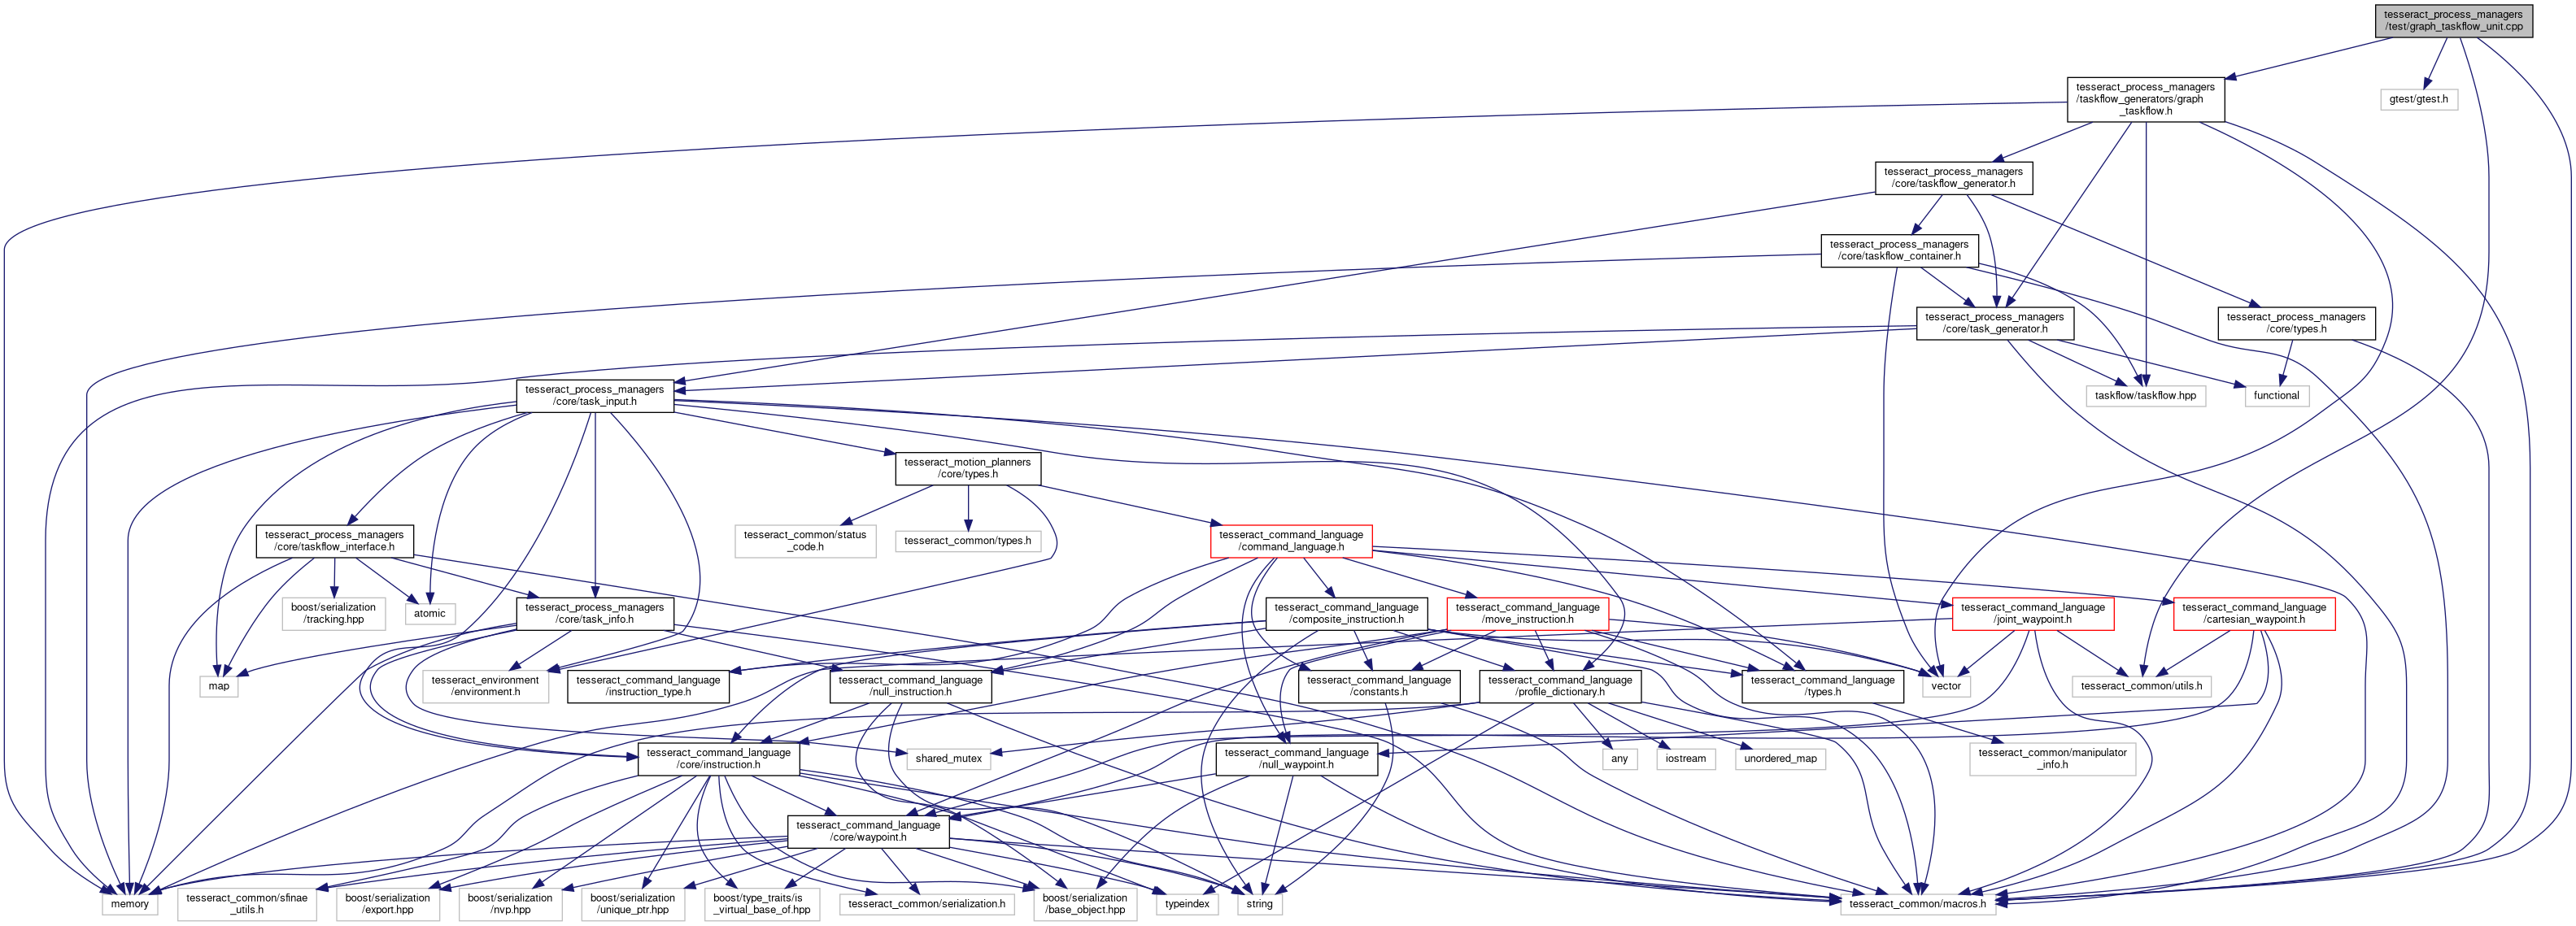 tesseract_process_managers
/test/graph_taskflow_unit.cpp
tesseract_process_managers
/taskflow_generators/graph
_taskflow.h
gtest/gtest.h
tesseract_process_managers
/core/taskflow_generator.h
tesseract_process_managers
/core/taskflow_container.h
tesseract_process_managers
/core/task_generator.h
tesseract_process_managers
/core/types.h
tesseract_process_managers
/core/task_input.h
taskflow/taskflow.hpp
functional
tesseract_motion_planners
/core/types.h
tesseract_process_managers
/core/taskflow_interface.h
tesseract_common/status
_code.h
tesseract_common/types.h
tesseract_command_language
/command_language.h
boost/serialization
/tracking.hpp
atomic
tesseract_process_managers
/core/task_info.h
tesseract_command_language
/composite_instruction.h
tesseract_command_language
/move_instruction.h
tesseract_command_language
/joint_waypoint.h
tesseract_command_language
/cartesian_waypoint.h
map
tesseract_environment
/environment.h
tesseract_command_language
/instruction_type.h
tesseract_command_language
/null_instruction.h
tesseract_command_language
/constants.h
tesseract_command_language
/profile_dictionary.h
tesseract_command_language
/types.h
vector
tesseract_common/utils.h
tesseract_command_language
/core/instruction.h
shared_mutex
tesseract_command_language
/null_waypoint.h
any
iostream
unordered_map
tesseract_common/manipulator
_info.h
tesseract_command_language
/core/waypoint.h
memory
tesseract_common/sfinae
_utils.h
boost/serialization
/export.hpp
boost/serialization
/nvp.hpp
boost/serialization
/unique_ptr.hpp
boost/type_traits/is
_virtual_base_of.hpp
tesseract_common/serialization.h
boost/serialization
/base_object.hpp
typeindex
string
tesseract_common/macros.h